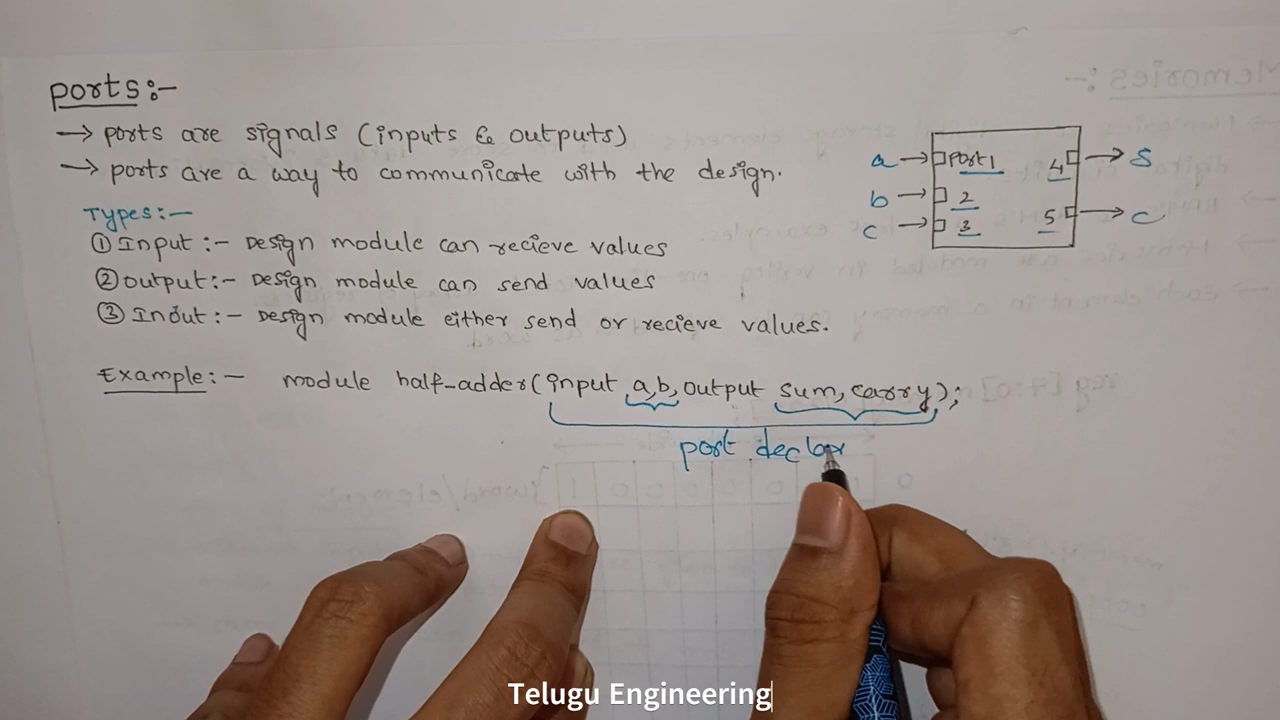 ports:-
→ ports are signals (inputs & outputs)
→ ports are a way to communicate with the design.
Types:-
① Input :- Design module can recieve values
② output:- Design module can send values
③ Inout :- Design module either send or recieve values.
a → port1 4 → S
b → 2
c → 3 5 → C
Example:- module half-adder(input a,b,output sum,carry);
port declar
Telugu Engineering